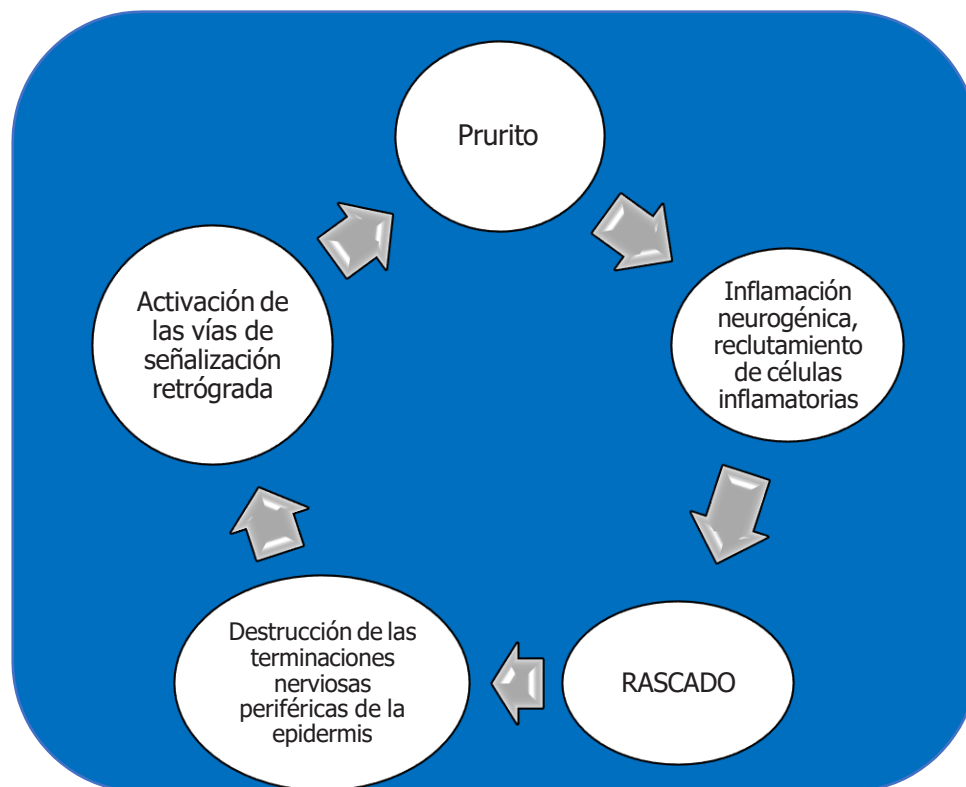 Prurito
Inflamación
neurogénica,
reclutamiento
de células
inflamatorias
RASCADO
Destrucción de las
terminaciones
nerviosas
periféricas de la
epidermis
Activación de
las vías de
señalización
retrógrada